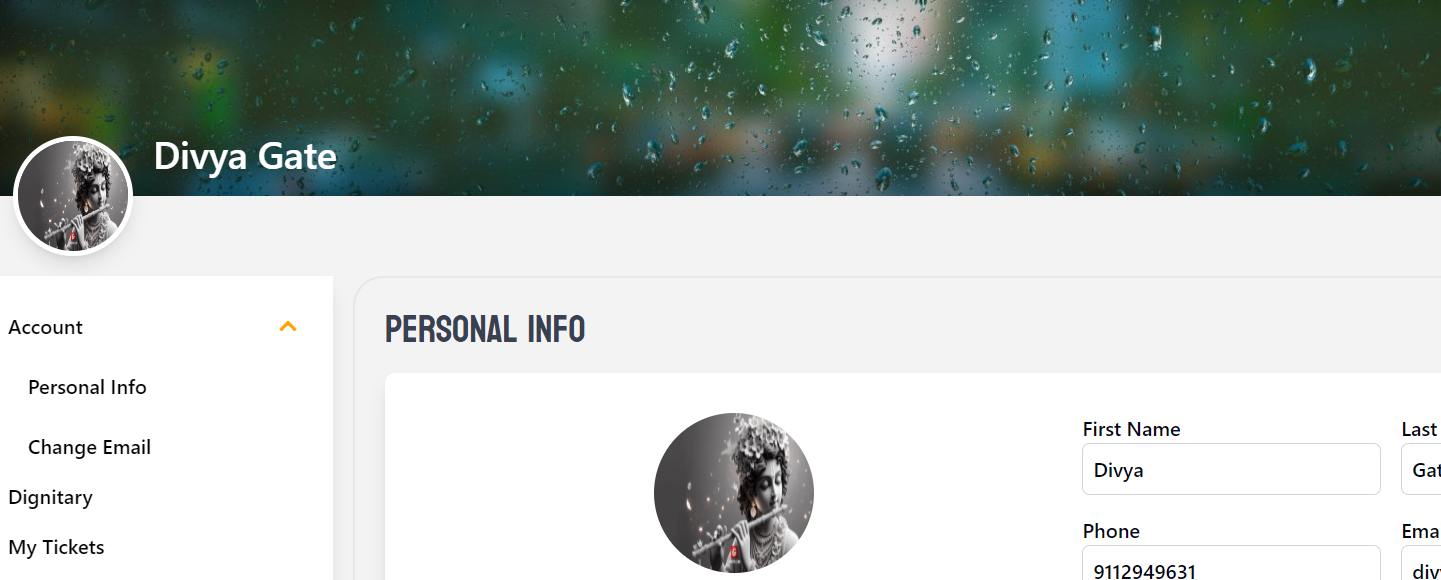 Divya Gate
Account
Personal Info
Change Email
Dignitary
My Tickets
PERSONAL INFO
First Name
Last
Divya
Gat
Phone
Ema
9112949631
div